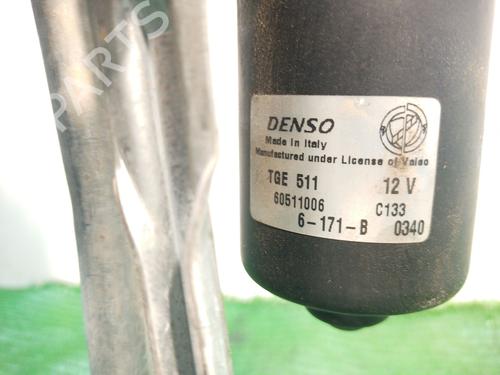 PARTS
DENSO
Made in Italy
Manufactured under License of Valeo
TGE 511 12 V
60511006 C133
6-171-B 0340